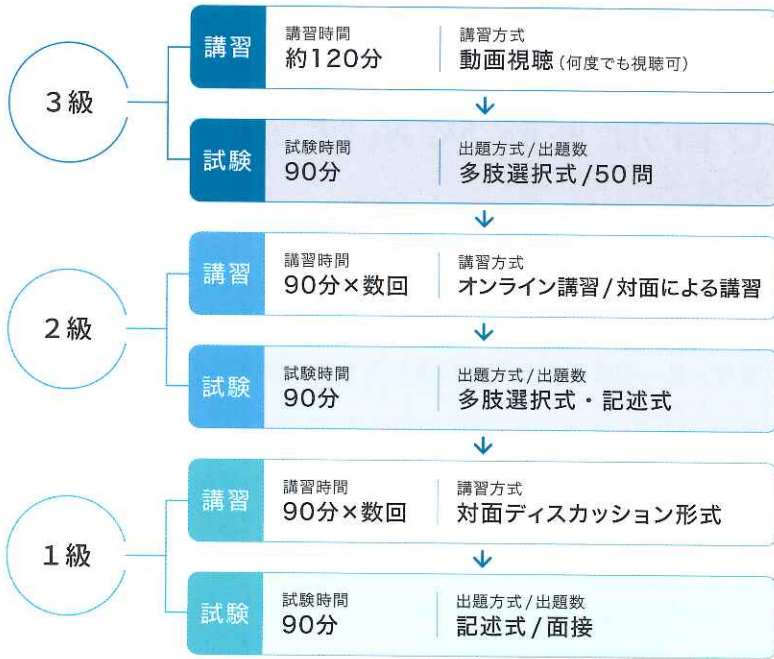 3級
講習
講習時間
約120分
講習方式
動画視聴 (何度でも視聴可)
試験
試験時間
90分
出題方式/出題数
多肢選択式/50問
2級
講習
講習時間
90分×数回
講習方式
オンライン講習/対面による講習
試験
試験時間
90分
出題方式/出題数
多肢選択式・記述式
1級
講習
講習時間
90分×数回
講習方式
対面ディスカッション形式
試験
試験時間
90分
出題方式/出題数
記述式/面接